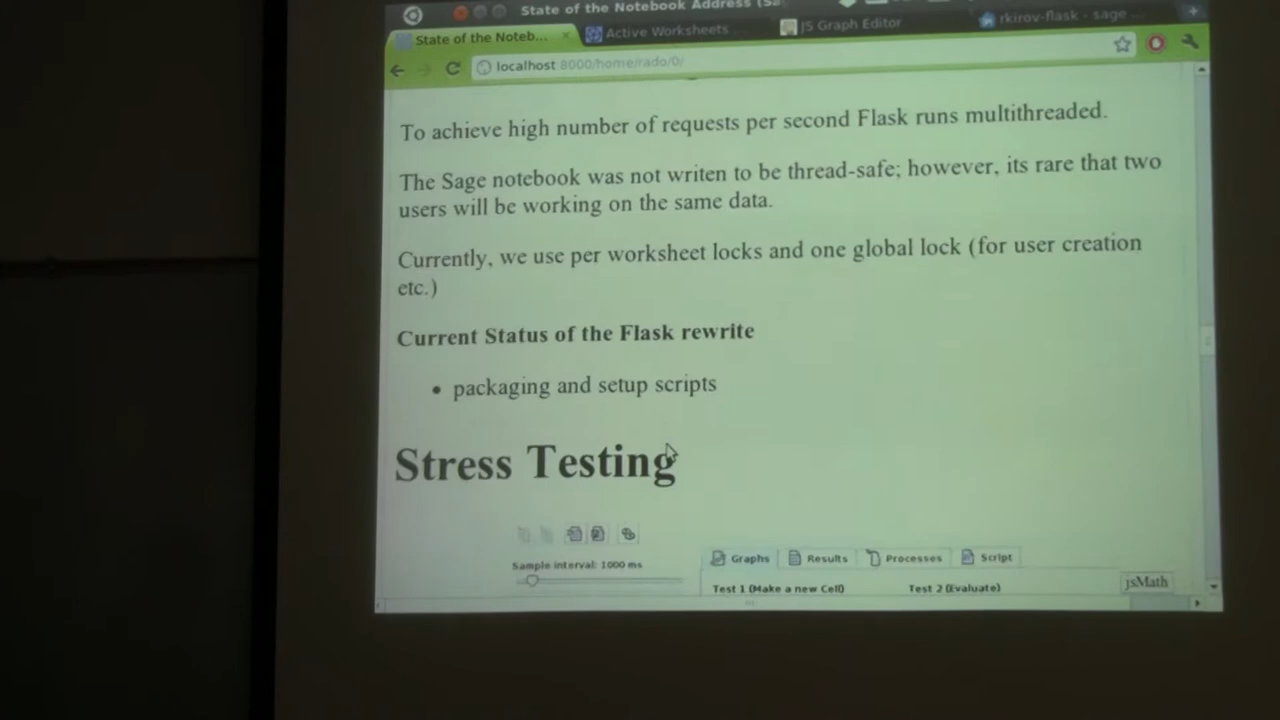 State of the Notebook Address (Sa
State of the Noteb...
Active Worksheets
JS Graph Editor
rkirov-flask - sage ...
localhost:8000/home/rado/0/
To achieve high number of requests per second Flask runs multithreaded.
The Sage notebook was not writen to be thread-safe; however, its rare that two
users will be working on the same data.
Currently, we use per worksheet locks and one global lock (for user creation
etc.)
Current Status of the Flask rewrite
• packaging and setup scripts
Stress Testing
Sample interval: 1000 ms
Graphs Results Processes Script
Test 1 (Make a new Cell) Test 2 (Evaluate)
jsMath